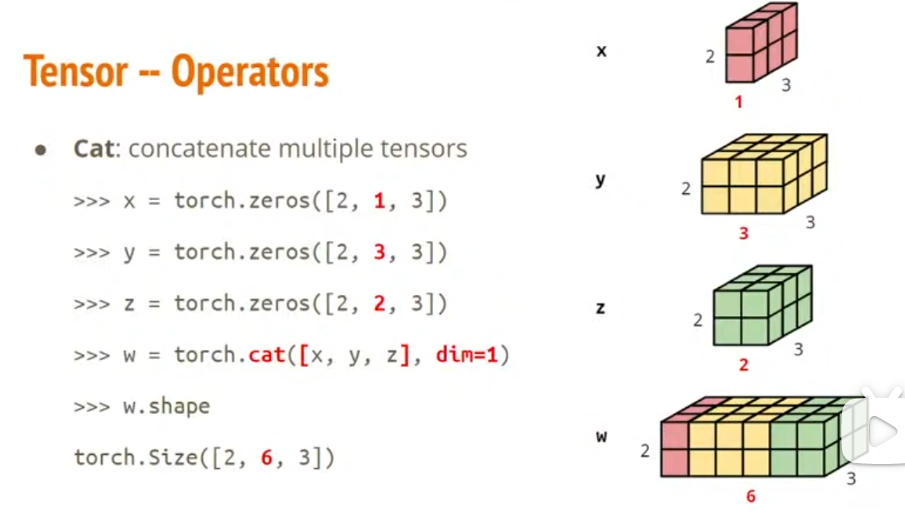 Tensor -- Operators
● Cat: concatenate multiple tensors
>>> x = torch.zeros([2, 1, 3])
>>> y = torch.zeros([2, 3, 3])
>>> z = torch.zeros([2, 2, 3])
>>> w = torch.cat([x, y, z], dim=1)
>>> w.shape
torch.Size([2, 6, 3])
x
2
3
1
y
2
3
3
z
2
3
2
w
2
3
6